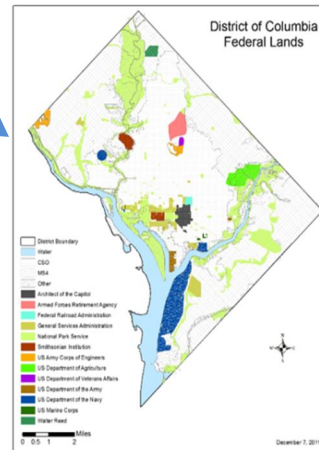 District of Columbia
Federal Lands
District Boundary
Water
CSO
MS4
Other
Architect of the Capitol
Armed Forces Retirement Agency
Federal Railroad Administration
General Services Administration
National Park Service
Smithsonian Institution
US Army Corps of Engineers
US Department of Agriculture
US Department of Veterans Affairs
US Department of the Army
US Department of the Navy
US Marine Corps
Walter Reed
Miles
0 0.5 1 2
December 7, 2011